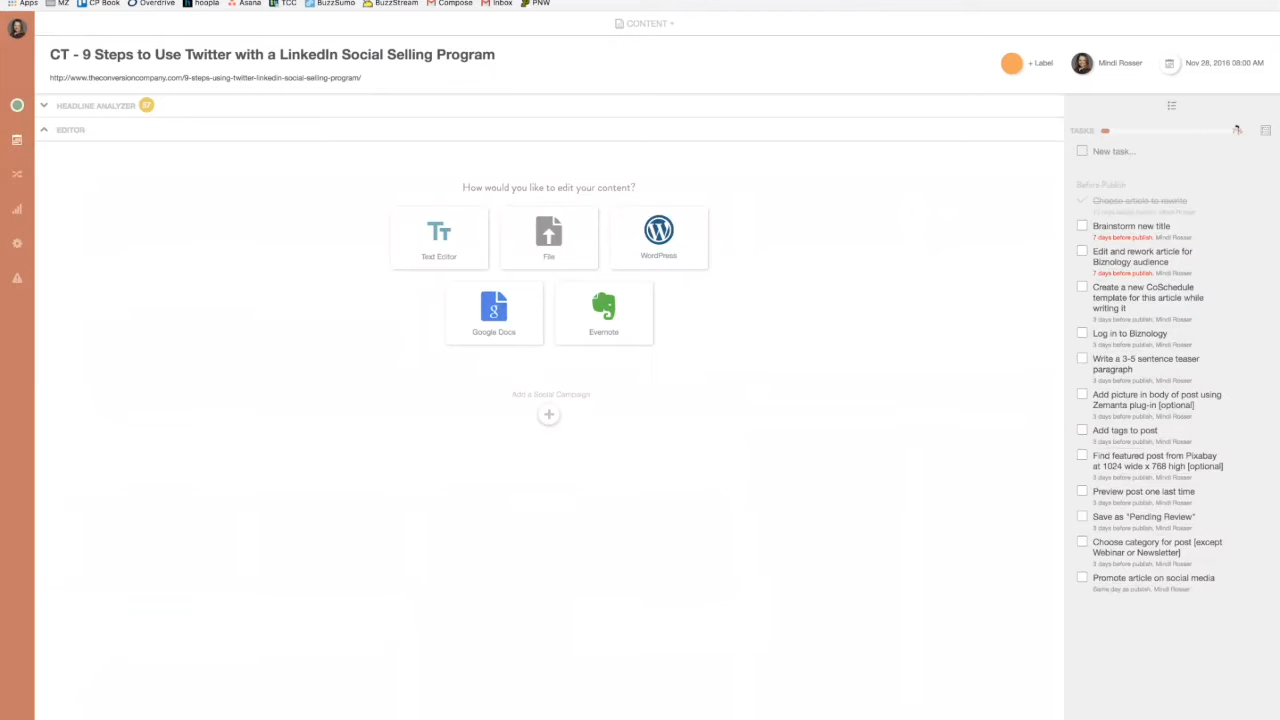 Apps MZ CP Book Overdrive hoopla Asana TCC BuzzSumo BuzzStream Compose Inbox PNW
CONTENT
CT - 9 Steps to Use Twitter with a LinkedIn Social Selling Program
http://www.theconversioncompany.com/9-steps-using-twitter-linkedin-social-selling-program/
+ Label
Mindi Rosser
Nov 28, 2016 08:00 AM
HEADLINE ANALYZER
EDITOR
How would you like to edit your content?
Text Editor
File
WordPress
Google Docs
Evernote
Add a Social Campaign
TASKS
New task...
Before Publish
Choose article to rewrite
Mindi Rosser
Brainstorm new title
7 days before publish, Mindi Rosser
Edit and rework article for
Biznology audience
7 days before publish, Mindi Rosser
Create a new CoSchedule
template for this article while
writing it
3 days before publish, Mindi Rosser
Log in to Biznology
3 days before publish, Mindi Rosser
Write a 3-5 sentence teaser
paragraph
3 days before publish, Mindi Rosser
Add picture in body of post using
Zemanta plug-in [optional]
3 days before publish, Mindi Rosser
Add tags to post
3 days before publish, Mindi Rosser
Find featured post from Pixabay
at 1024 wide x 768 high [optional]
3 days before publish, Mindi Rosser
Preview post one last time
3 days before publish, Mindi Rosser
Save as "Pending Review"
3 days before publish, Mindi Rosser
Choose category for post [except
Webinar or Newsletter]
3 days before publish, Mindi Rosser
Promote article on social media
Same day as publish, Mindi Rosser